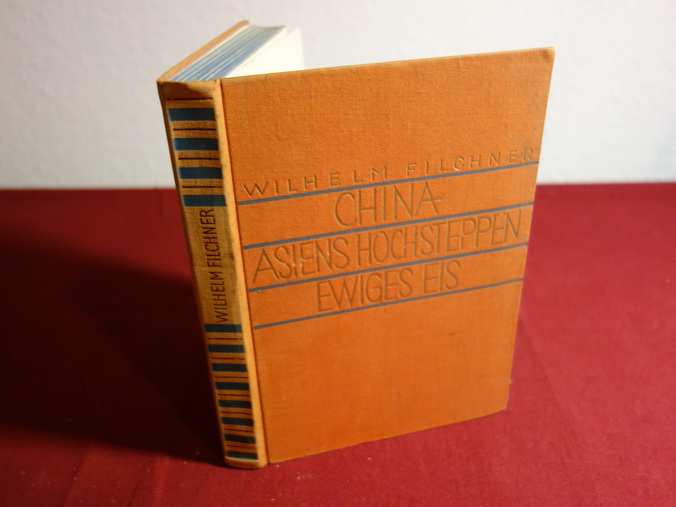 WILHELM FILCHNER
WILHELM FILCHNER
CHINA
ASIENS HOCHSTEPPEN
EWIGES EIS